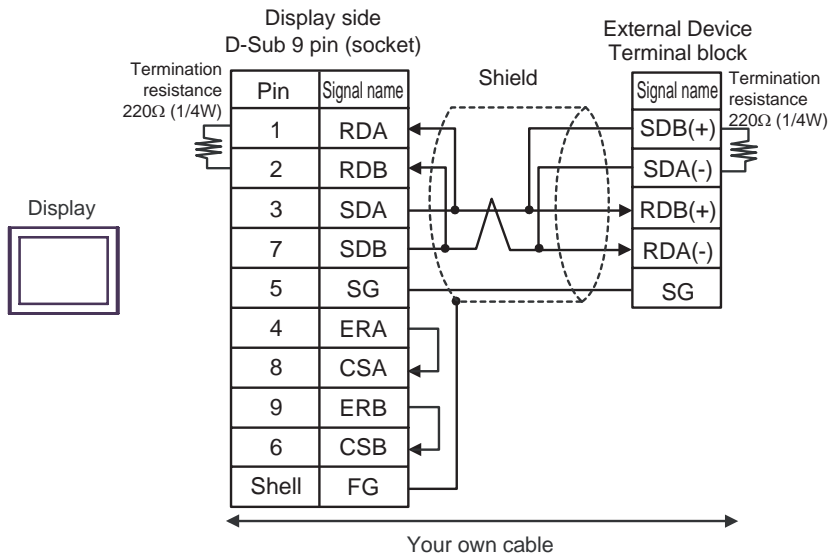 Display side
D-Sub 9 pin (socket)
External Device
Terminal block
Termination
resistance
220Ω (1/4W)
Shield
Termination
resistance
220Ω (1/4W)
Pin Signal name
1 RDA
2 RDB
3 SDA
7 SDB
5 SG
4 ERA
8 CSA
9 ERB
6 CSB
Shell FG
Signal name
SDB(+)
SDA(-)
RDB(+)
RDA(-)
SG
Display
Your own cable